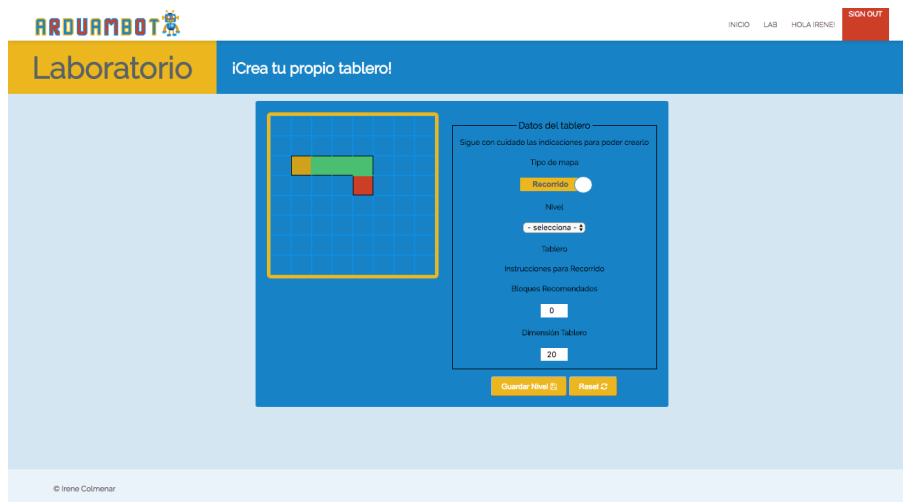 ARDUAMBOT
INICIO LAB HOLA IRENE! SIGN OUT
Laboratorio
¡Crea tu propio tablero!
Datos del tablero
Sigue con cuidado las indicaciones para poder crearlo
Tipo de mapa
Recorrido
Nivel
- selecciona -
Tablero
Instrucciones para Recorrido
Bloques Recomendados
0
Dimensión Tablero
20
Guardar Nivel Reset
© Irene Colmenar